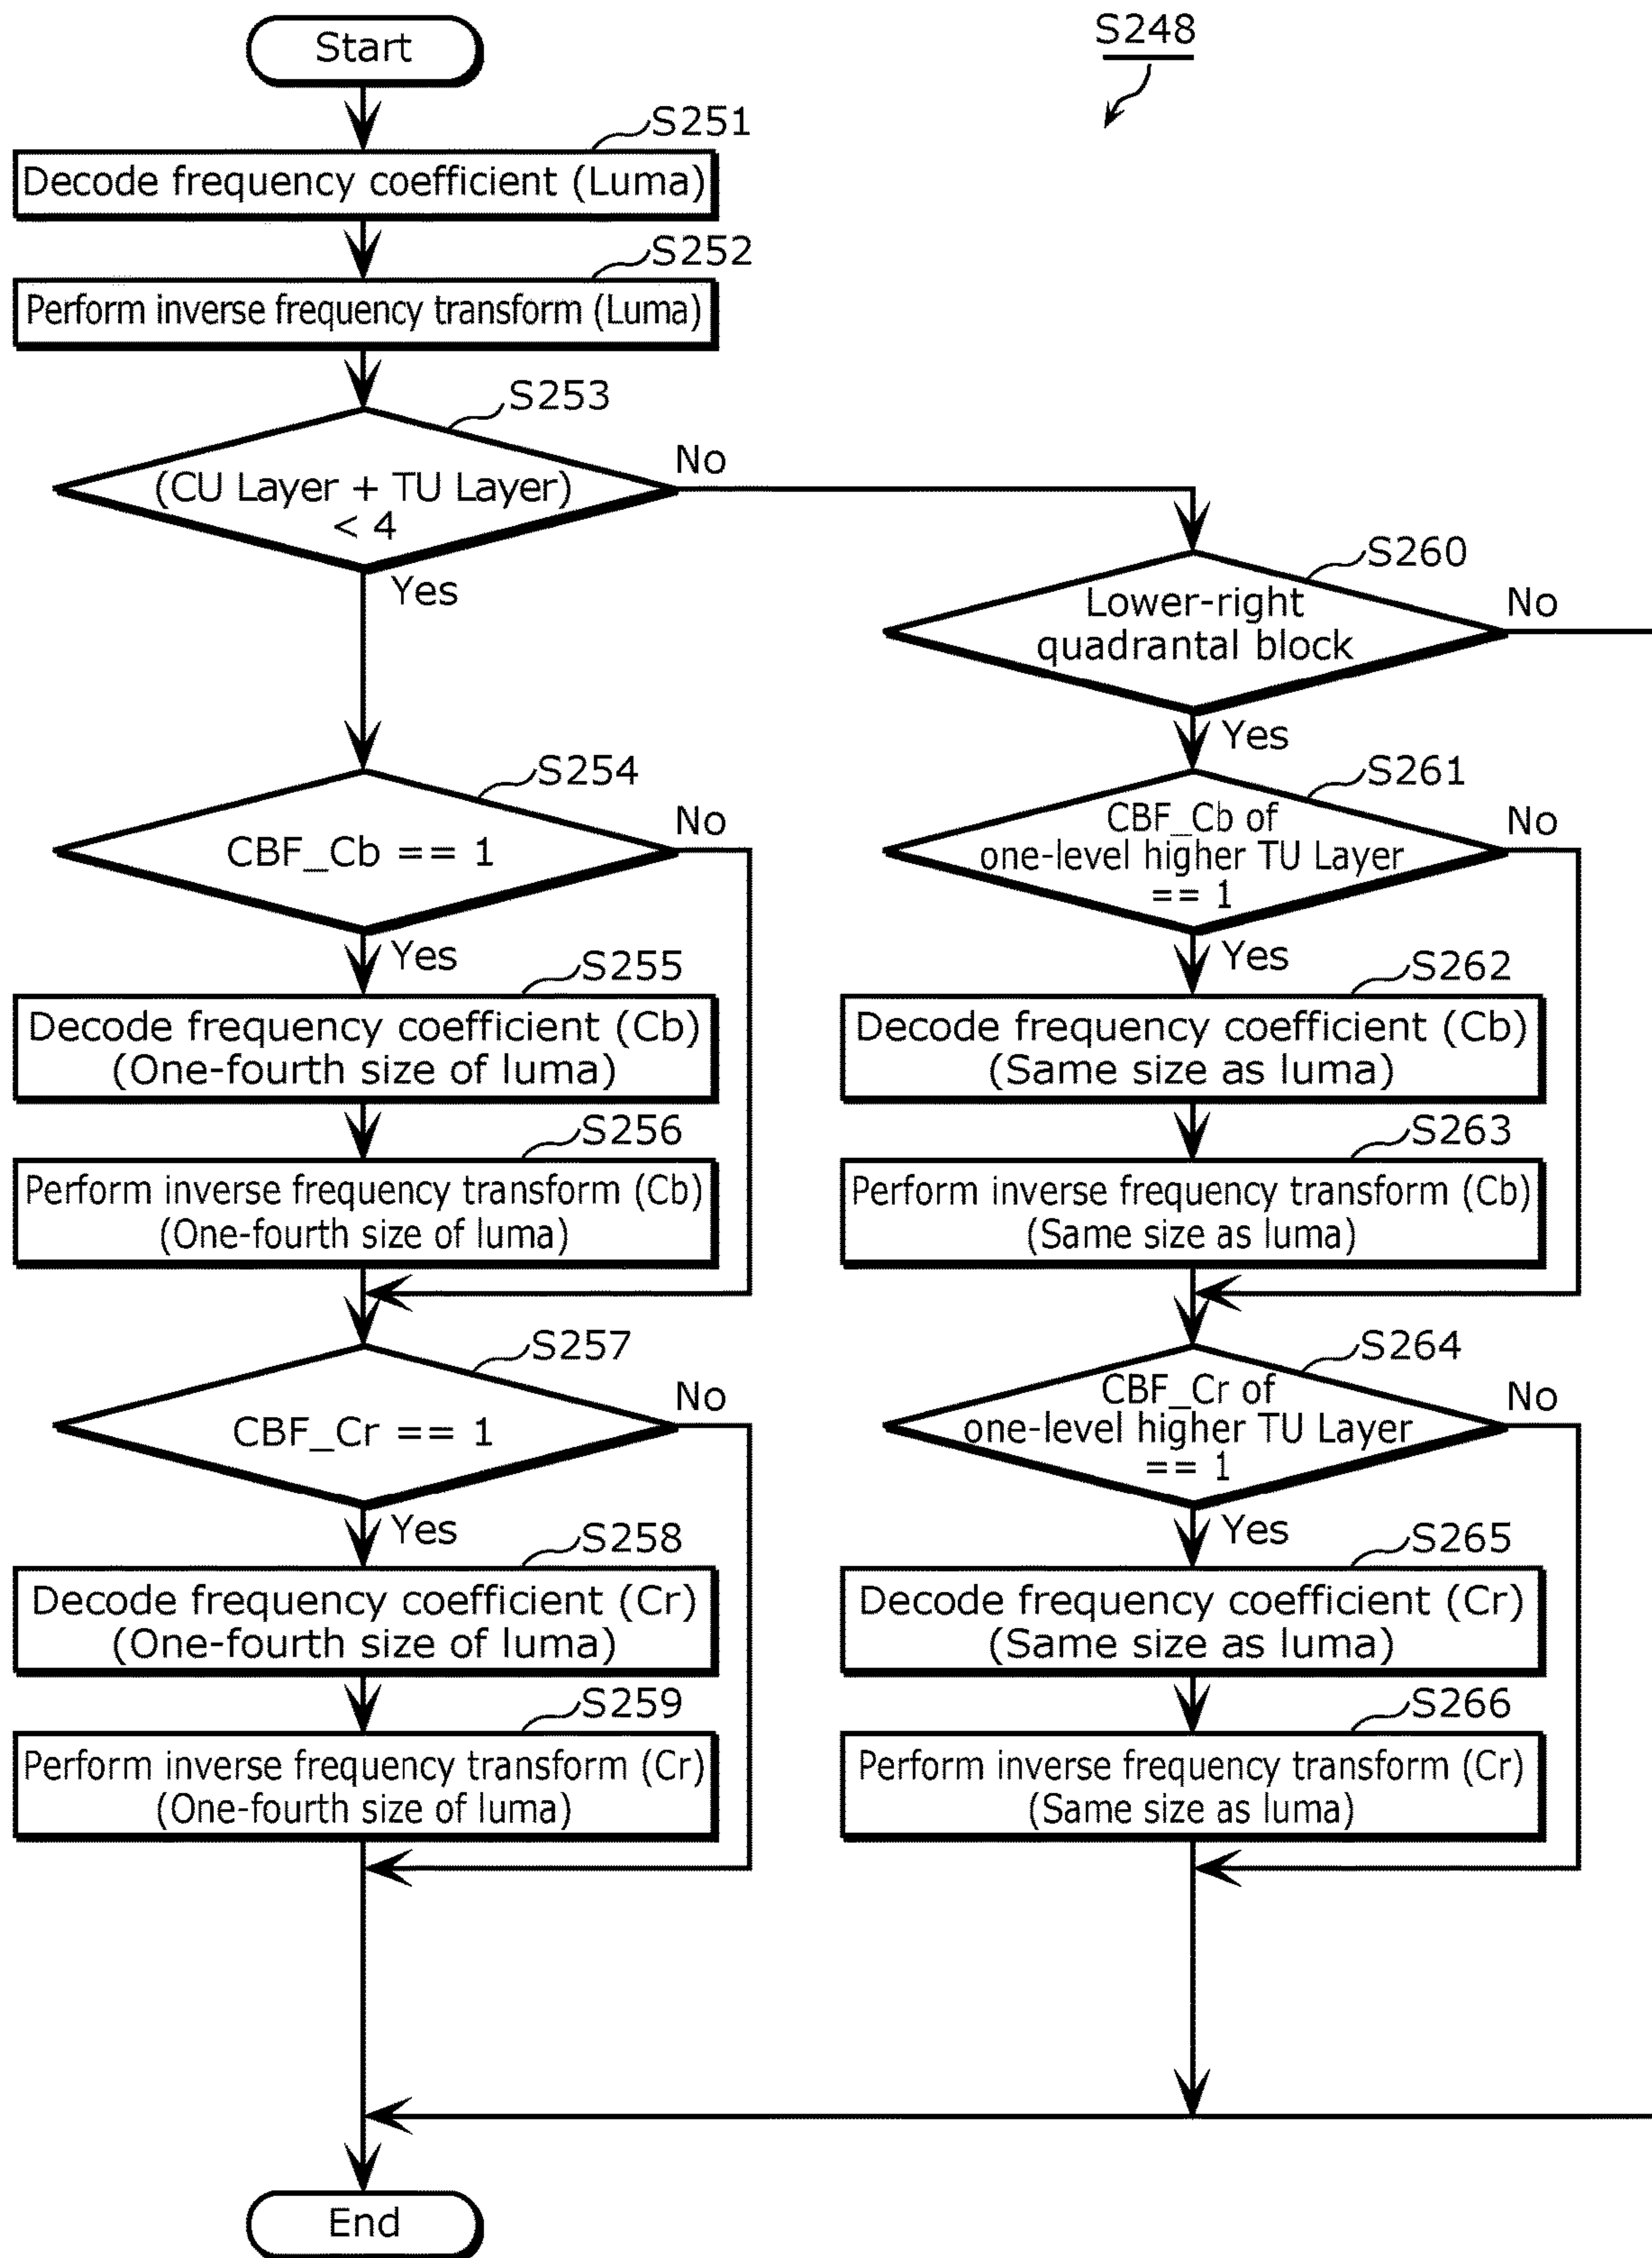 Start
S248
S251
Decode frequency coefficient (Luma)
S252
Perform inverse frequency transform (Luma)
S253
(CU Layer + TU Layer)
< 4
No
Yes
S260
Lower-right
quadrantal block
No
Yes
S254
CBF_Cb == 1
No
Yes
S255
Decode frequency coefficient (Cb)
(One-fourth size of luma)
S256
Perform inverse frequency transform (Cb)
(One-fourth size of luma)
S257
CBF_Cr == 1
No
Yes
S258
Decode frequency coefficient (Cr)
(One-fourth size of luma)
S259
Perform inverse frequency transform (Cr)
(One-fourth size of luma)
S261
CBF_Cb of
one-level higher TU Layer
== 1
No
Yes
S262
Decode frequency coefficient (Cb)
(Same size as luma)
S263
Perform inverse frequency transform (Cb)
(Same size as luma)
S264
CBF_Cr of
one-level higher TU Layer
== 1
No
Yes
S265
Decode frequency coefficient (Cr)
(Same size as luma)
S266
Perform inverse frequency transform (Cr)
(Same size as luma)
End